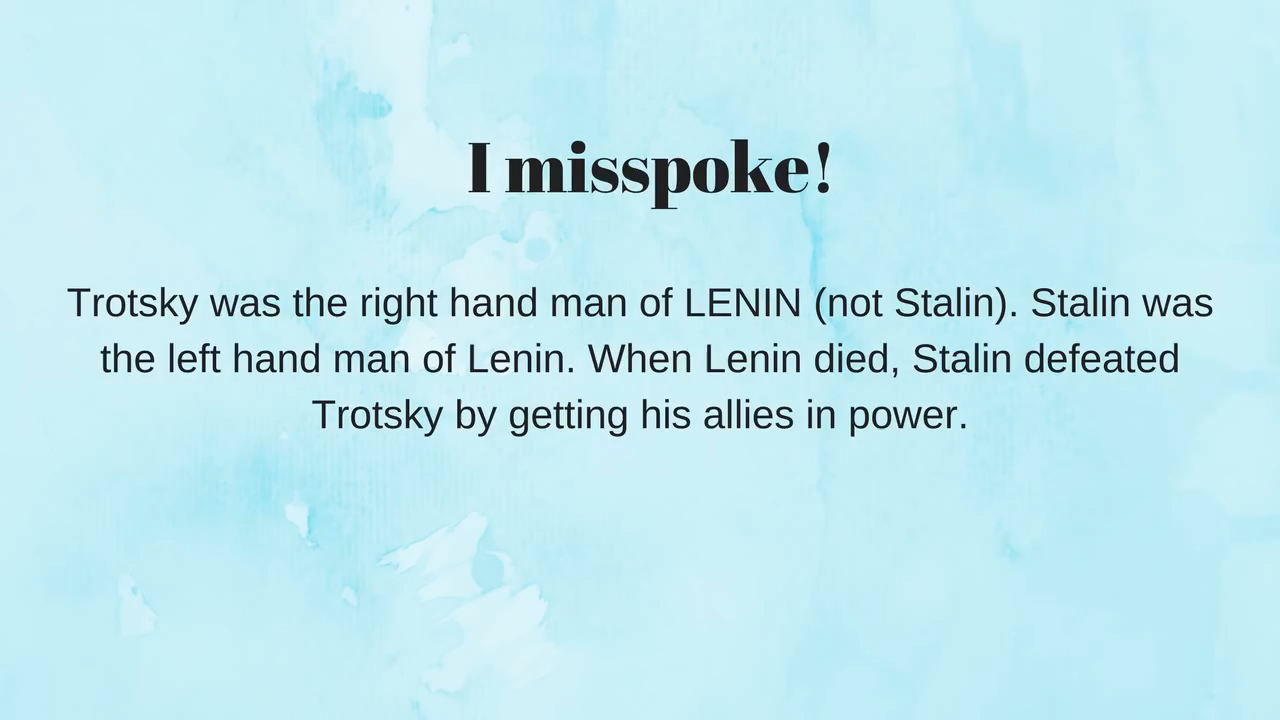 I misspoke!
Trotsky was the right hand man of LENIN (not Stalin). Stalin was
the left hand man of Lenin. When Lenin died, Stalin defeated
Trotsky by getting his allies in power.